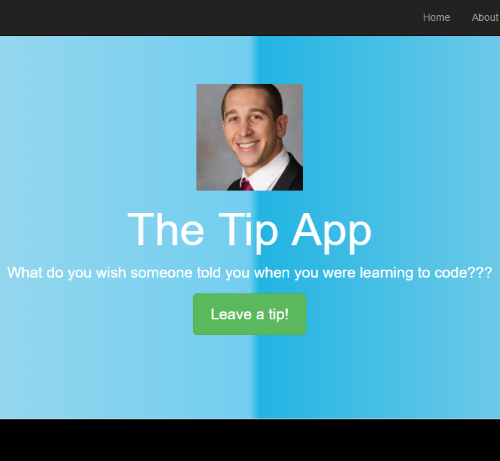 Home About
The Tip App
What do you wish someone told you when you were learning to code???
Leave a tip!